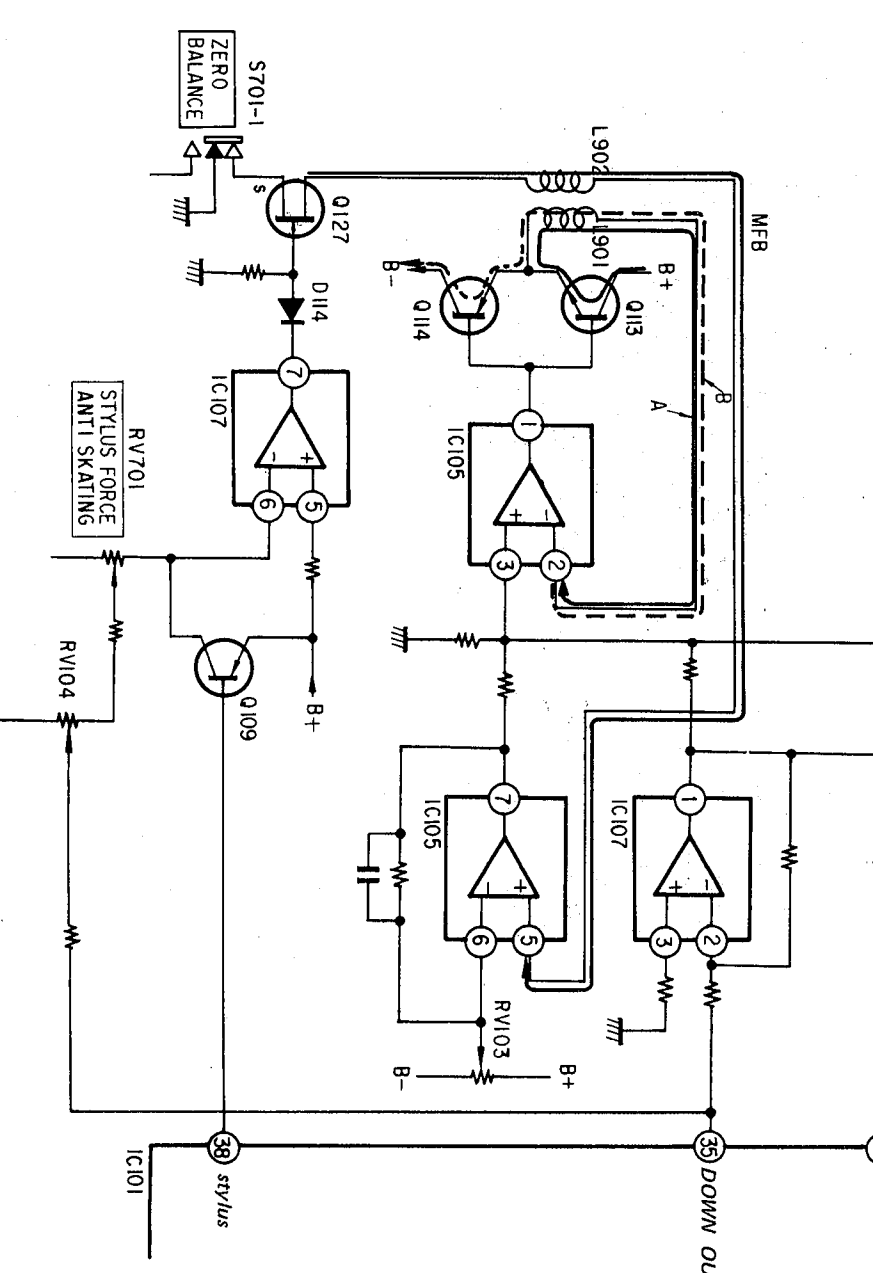 S701-1
ZERO
BALANCE
s
Q127
D114
7
IC107
-
+
6
5
RV701
STYLUS FORCE
ANTI SKATING
RV104
Q109
B+
38
stylus
IC101
L902
L901
MFB
B+
B-
Q113
Q114
A
B
1
IC105
+
-
3
2
7
IC105
-
+
6
5
RV103
B-
B+
1
IC107
+
-
3
2
35
DOWN OU